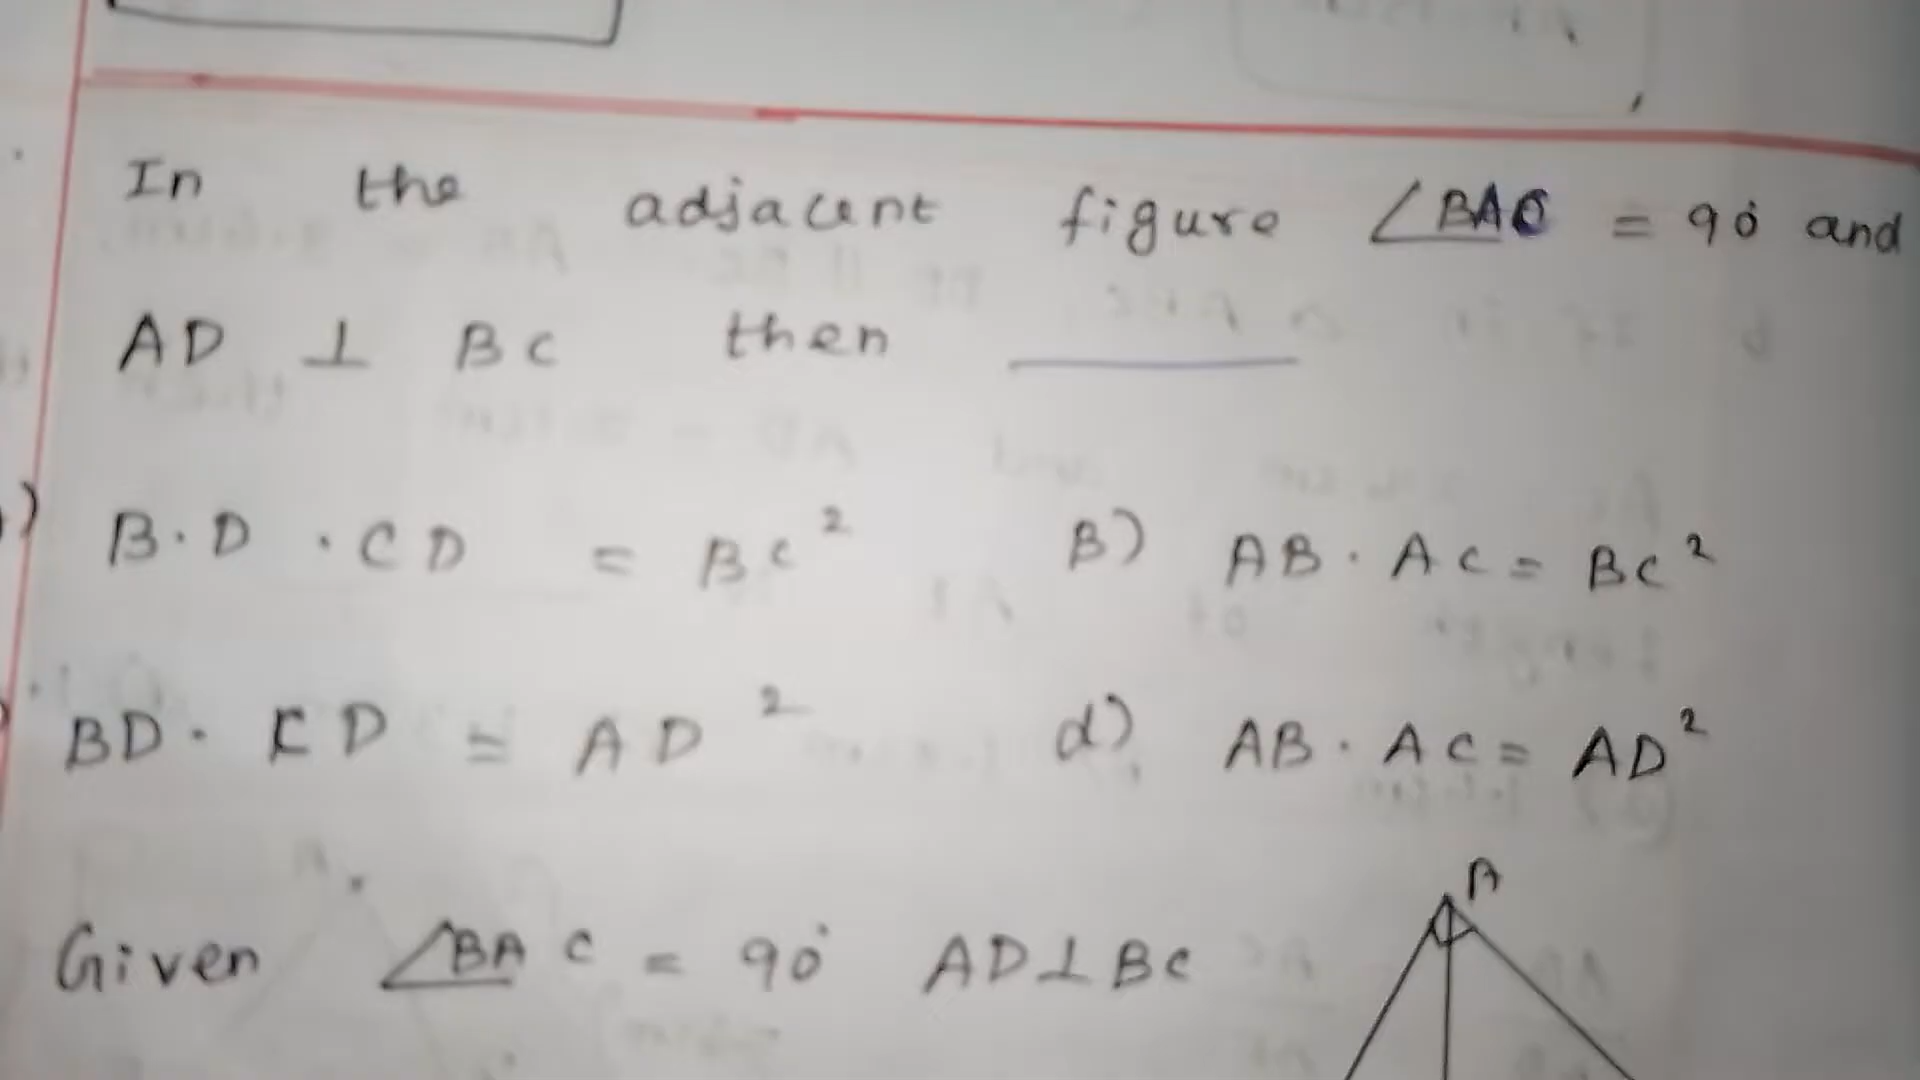 In the adjacent figure ∠BAC = 90° and
AD ⊥ BC then ______
) B.D . CD = BC² B) AB . AC = BC²
BD . CD = AD² d) AB . AC = AD²
Given ∠BAC = 90° AD⊥BC
A